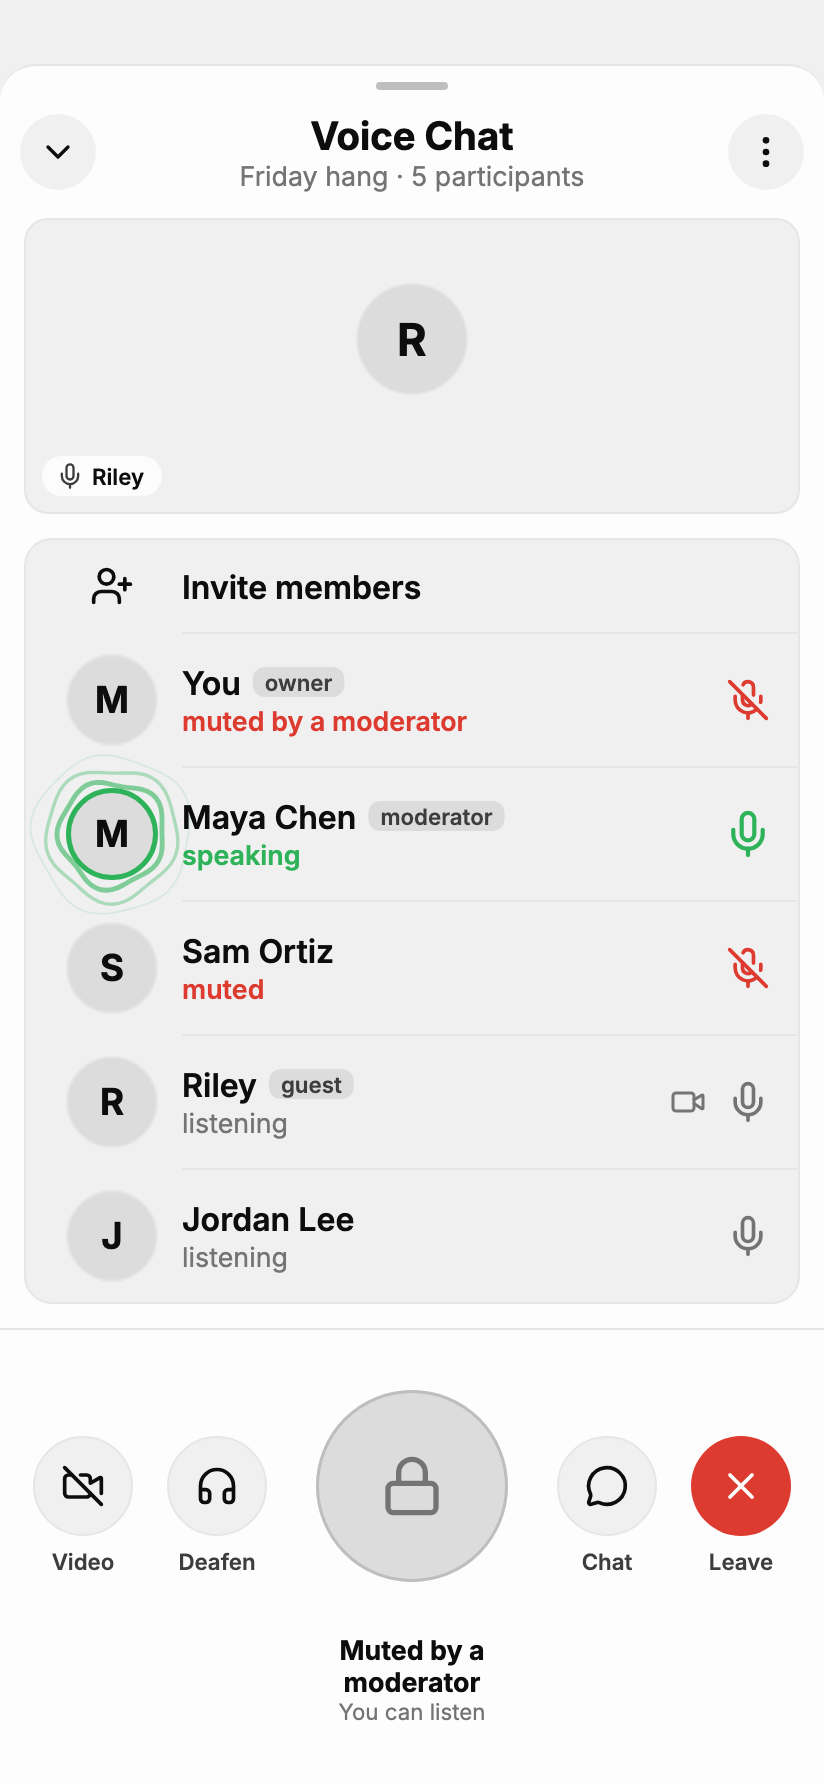 Voice Chat
Friday hang · 5 participants
R
Riley
Invite members
M
You owner
muted by a moderator
M
Maya Chen moderator
speaking
S
Sam Ortiz
muted
R
Riley guest
listening
J
Jordan Lee
listening
Video
Deafen
Chat
Leave
Muted by a
moderator
You can listen